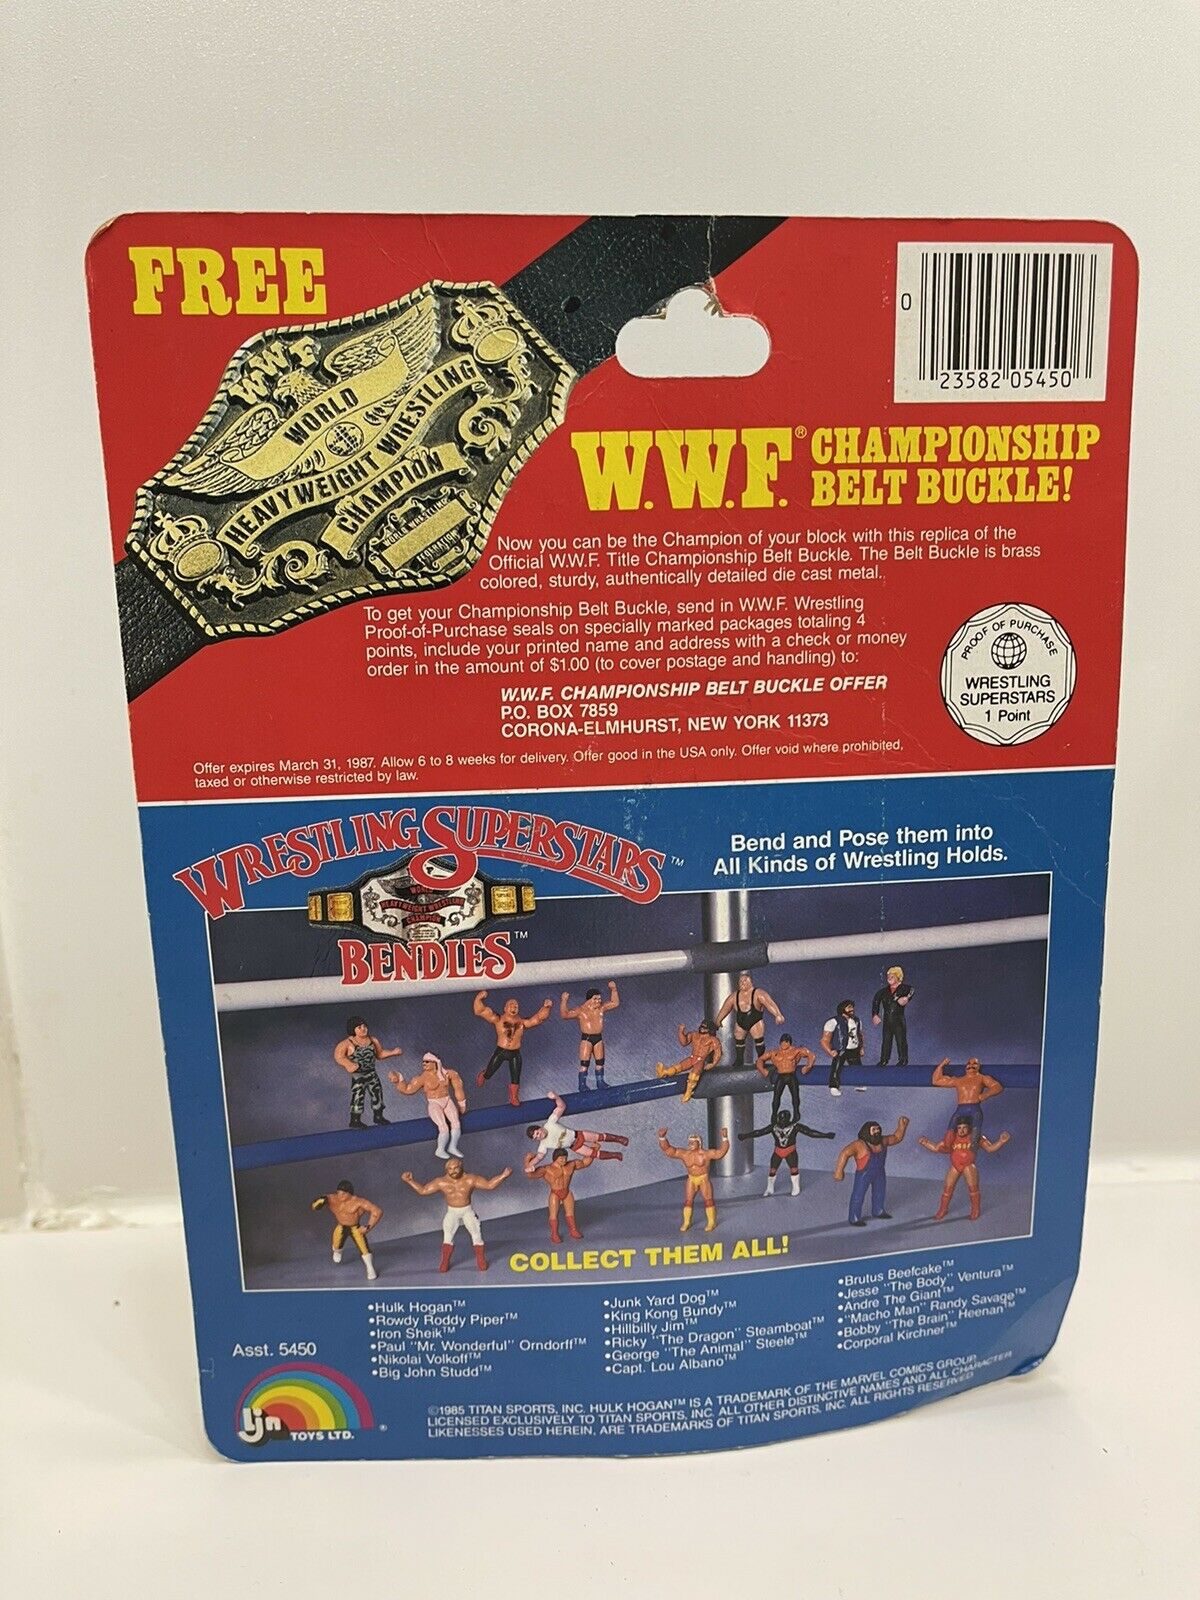 FREE
WWF
WORLD
HEAVYWEIGHT WRESTLING
CHAMPION
WORLD WRESTLING
FEDERATION
0
23582 05450
W.W.F.® CHAMPIONSHIP
BELT BUCKLE!
Now you can be the Champion of your block with this replica of the
Official W.W.F. Title Championship Belt Buckle. The Belt Buckle is brass
colored, sturdy, authentically detailed die cast metal.
To get your Championship Belt Buckle, send in W.W.F. Wrestling
Proof-of-Purchase seals on specially marked packages totaling 4
points, include your printed name and address with a check or money
order in the amount of $1.00 (to cover postage and handling) to:
W.W.F. CHAMPIONSHIP BELT BUCKLE OFFER
P.O. BOX 7859
CORONA-ELMHURST, NEW YORK 11373
PROOF OF PURCHASE
WRESTLING
SUPERSTARS
1 Point
Offer expires March 31, 1987. Allow 6 to 8 weeks for delivery. Offer good in the USA only. Offer void where prohibited,
taxed or otherwise restricted by law.
WRESTLING SUPERSTARS™
WORLD
HEAVYWEIGHT WRESTLING
CHAMPION
BENDIES™
Bend and Pose them into
All Kinds of Wrestling Holds.
COLLECT THEM ALL!
•Hulk Hogan™
•Rowdy Roddy Piper™
•Iron Sheik™
•Paul "Mr. Wonderful" Orndorff™
•Nikolai Volkoff™
•Big John Studd™
•Junk Yard Dog™
•King Kong Bundy™
•Hillbilly Jim™
•Ricky "The Dragon" Steamboat™
•George "The Animal" Steele™
•Capt. Lou Albano™
•Brutus Beefcake™
•Jesse "The Body" Ventura™
•Andre The Giant™
•"Macho Man" Randy Savage™
•Bobby "The Brain" Heenan™
•Corporal Kirchner™
Asst. 5450
ljn
TOYS LTD. ®
©1985 TITAN SPORTS, INC. HULK HOGAN™ IS A TRADEMARK OF THE MARVEL COMICS GROUP
LICENSED EXCLUSIVELY TO TITAN SPORTS, INC. ALL OTHER DISTINCTIVE NAMES AND ALL CHARACTER
LIKENESSES USED HEREIN, ARE TRADEMARKS OF TITAN SPORTS, INC. ALL RIGHTS RESERVED